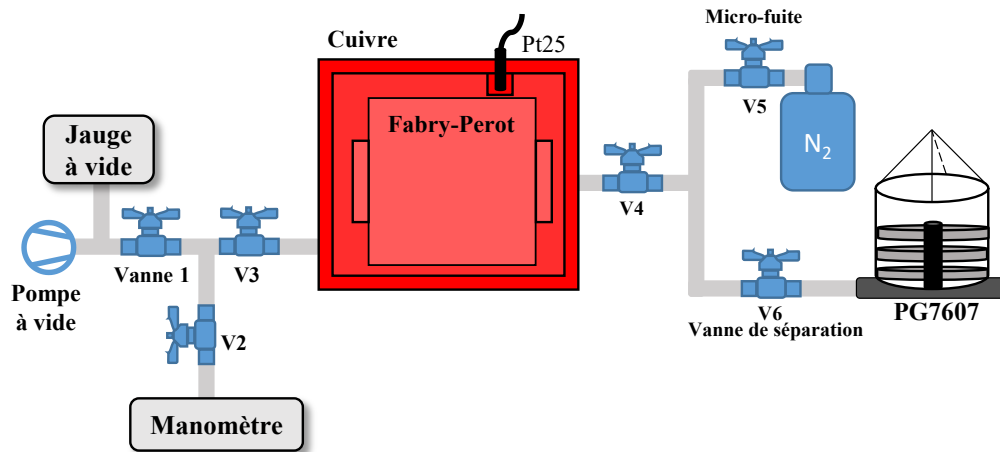 Micro-fuite
Cuivre
Pt25
V5
Fabry-Perot
N₂
Jauge
à vide
V4
Vanne 1
V3
Pompe
à vide
V2
V6
Vanne de séparation
PG7607
Manomètre